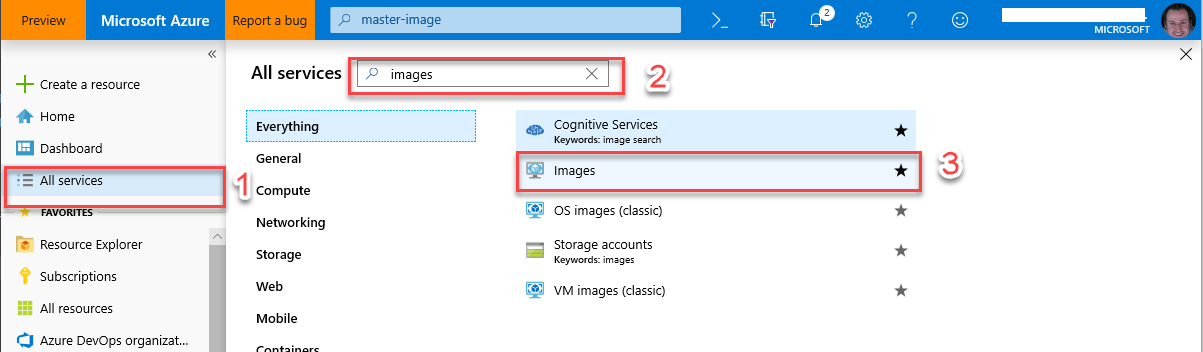 Preview
Microsoft Azure
Report a bug
master-image
2
MICROSOFT
Create a resource
Home
Dashboard
All services
1
FAVORITES
Resource Explorer
Subscriptions
All resources
Azure DevOps organizat...
All services
images
2
Everything
General
Compute
Networking
Storage
Web
Mobile
Containers
Cognitive Services
Keywords: image search
Images
3
OS images (classic)
Storage accounts
Keywords: images
VM images (classic)